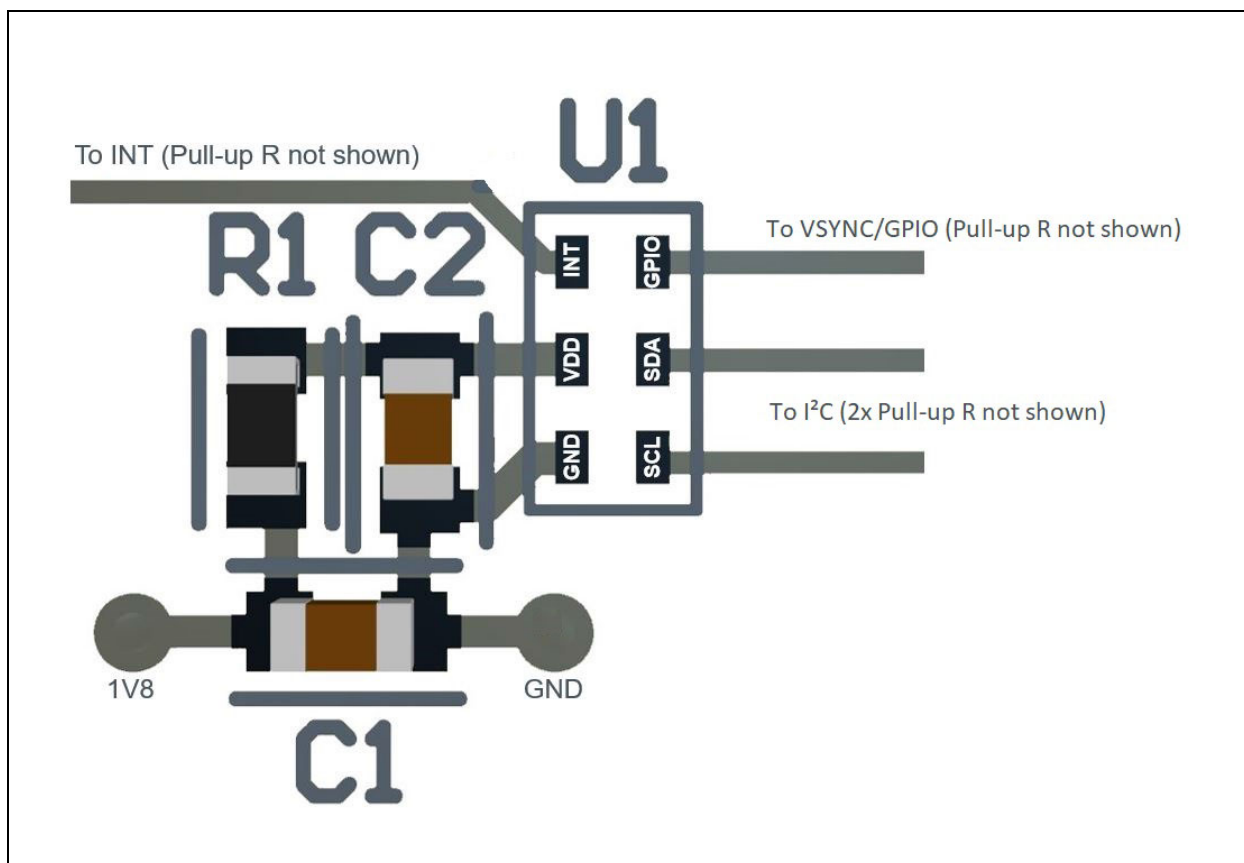 U1
To INT (Pull-up R not shown)
R1 C2
INT GPIO
To VSYNC/GPIO (Pull-up R not shown)
VDD SDA
To I²C (2x Pull-up R not shown)
GND SCL
1V8
GND
C1